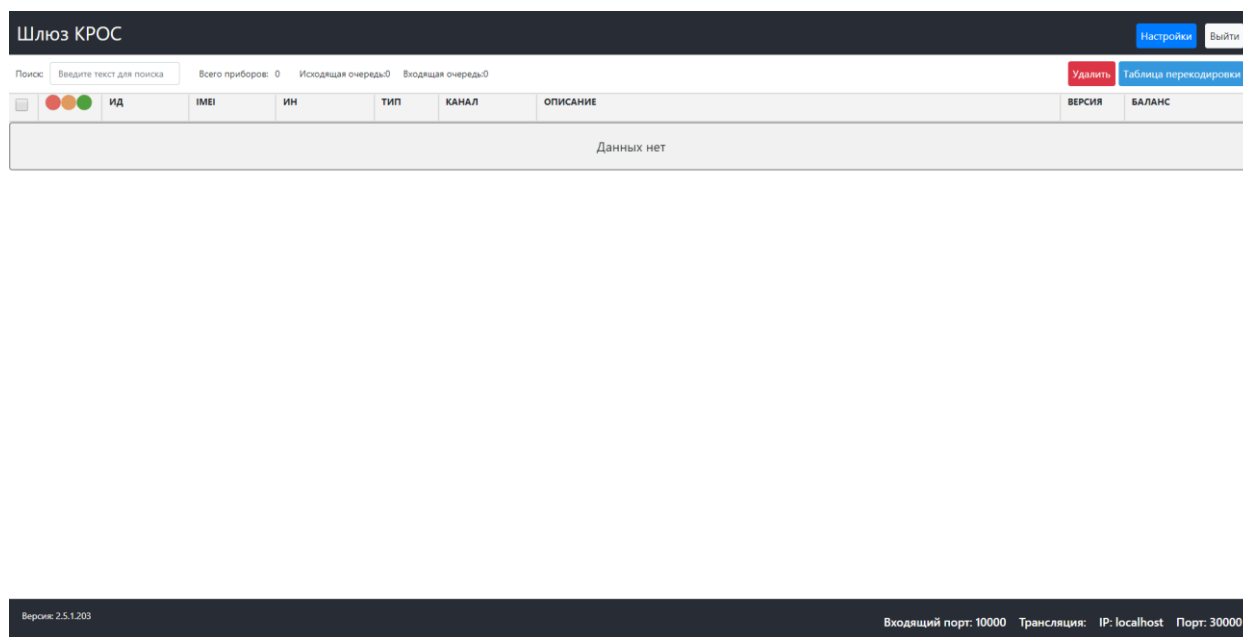 Шлюз КРОС Настройки Выйти
Поиск: Введите текст для поиска Всего приборов: 0 Исходящая очередь:0 Входящая очередь:0 Удалить Таблица перекодировки
ИД IMEI ИН ТИП КАНАЛ ОПИСАНИЕ ВЕРСИЯ БАЛАНС
Данных нет
Версия: 2.5.1.203 Входящий порт: 10000 Трансляция: IP: localhost Порт: 30000